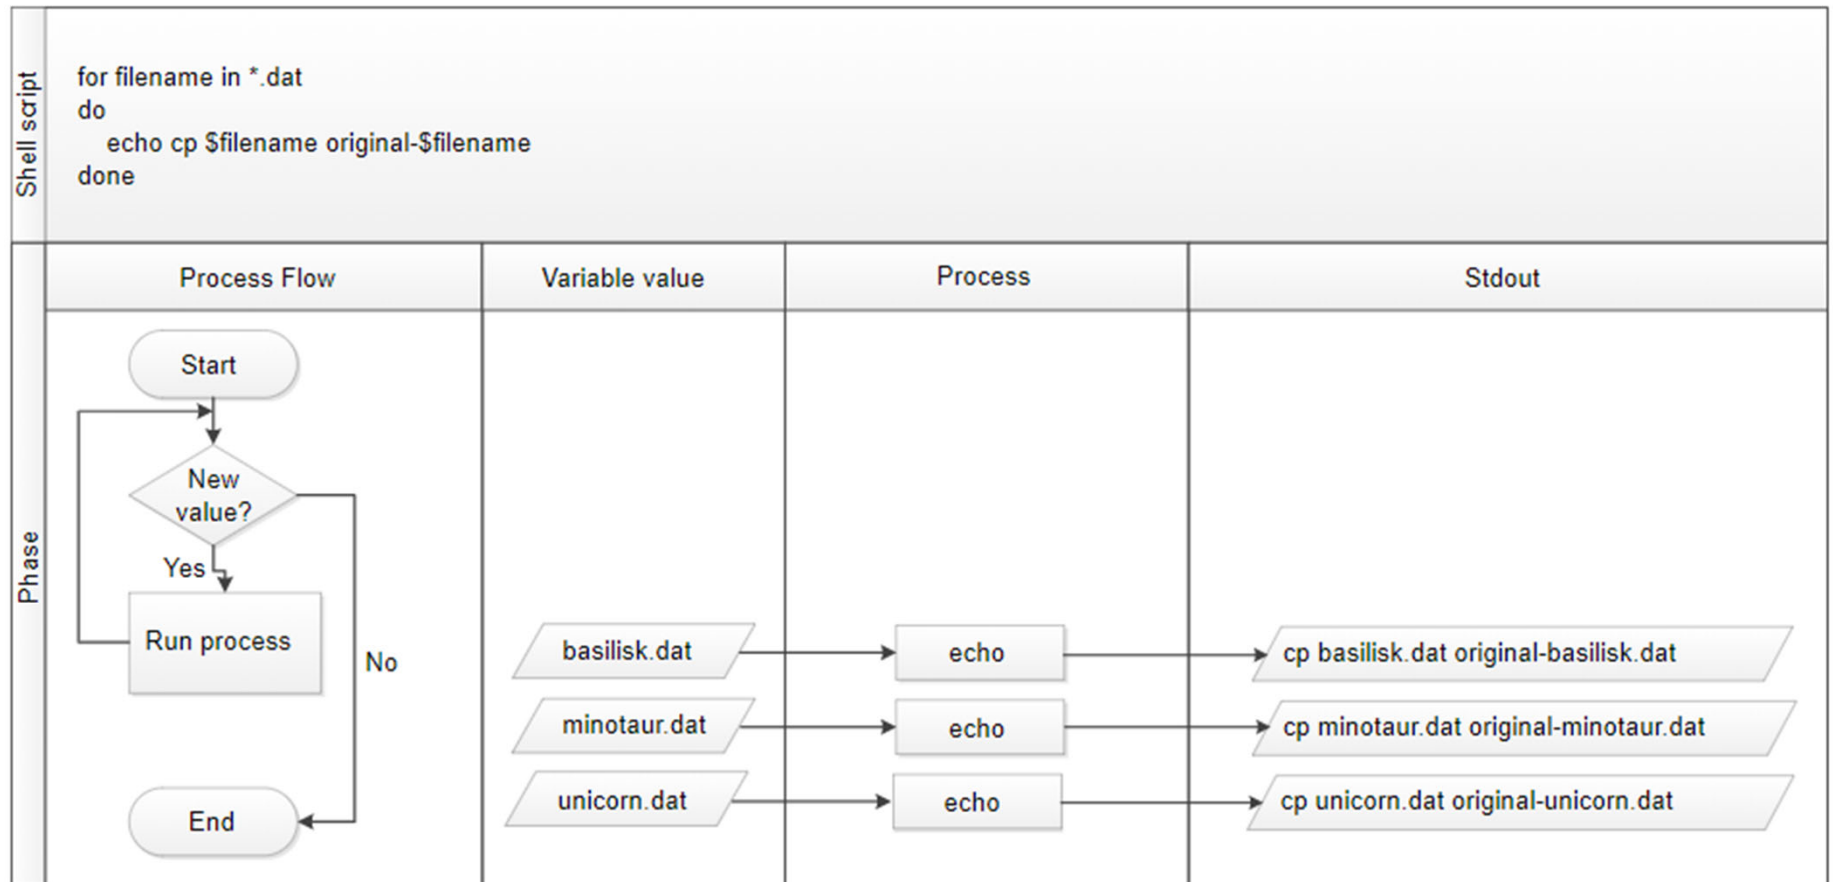 Shell script
for filename in *.dat
do
echo cp $filename original-$filename
done
Phase
Process Flow
Variable value
Process
Stdout
Start
New
value?
Yes
Run process
No
End
basilisk.dat
echo
cp basilisk.dat original-basilisk.dat
minotaur.dat
echo
cp minotaur.dat original-minotaur.dat
unicorn.dat
echo
cp unicorn.dat original-unicorn.dat